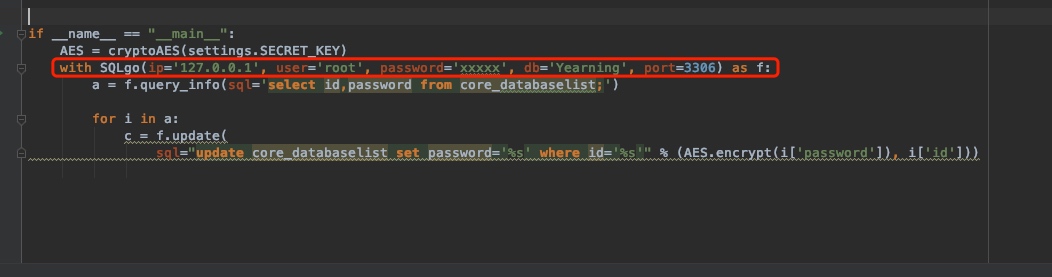 if __name__ == "__main__":
    AES = cryptoAES(settings.SECRET_KEY)
    with SQLgo(ip='127.0.0.1', user='root', password='xxxxx', db='Yearning', port=3306) as f:
        a = f.query_info(sql='select id,password from core_databaselist;')
        for i in a:
            c = f.update(
                sql="update core_databaselist set password='%s' where id='%s'" % (AES.encrypt(i['password']), i['id']))